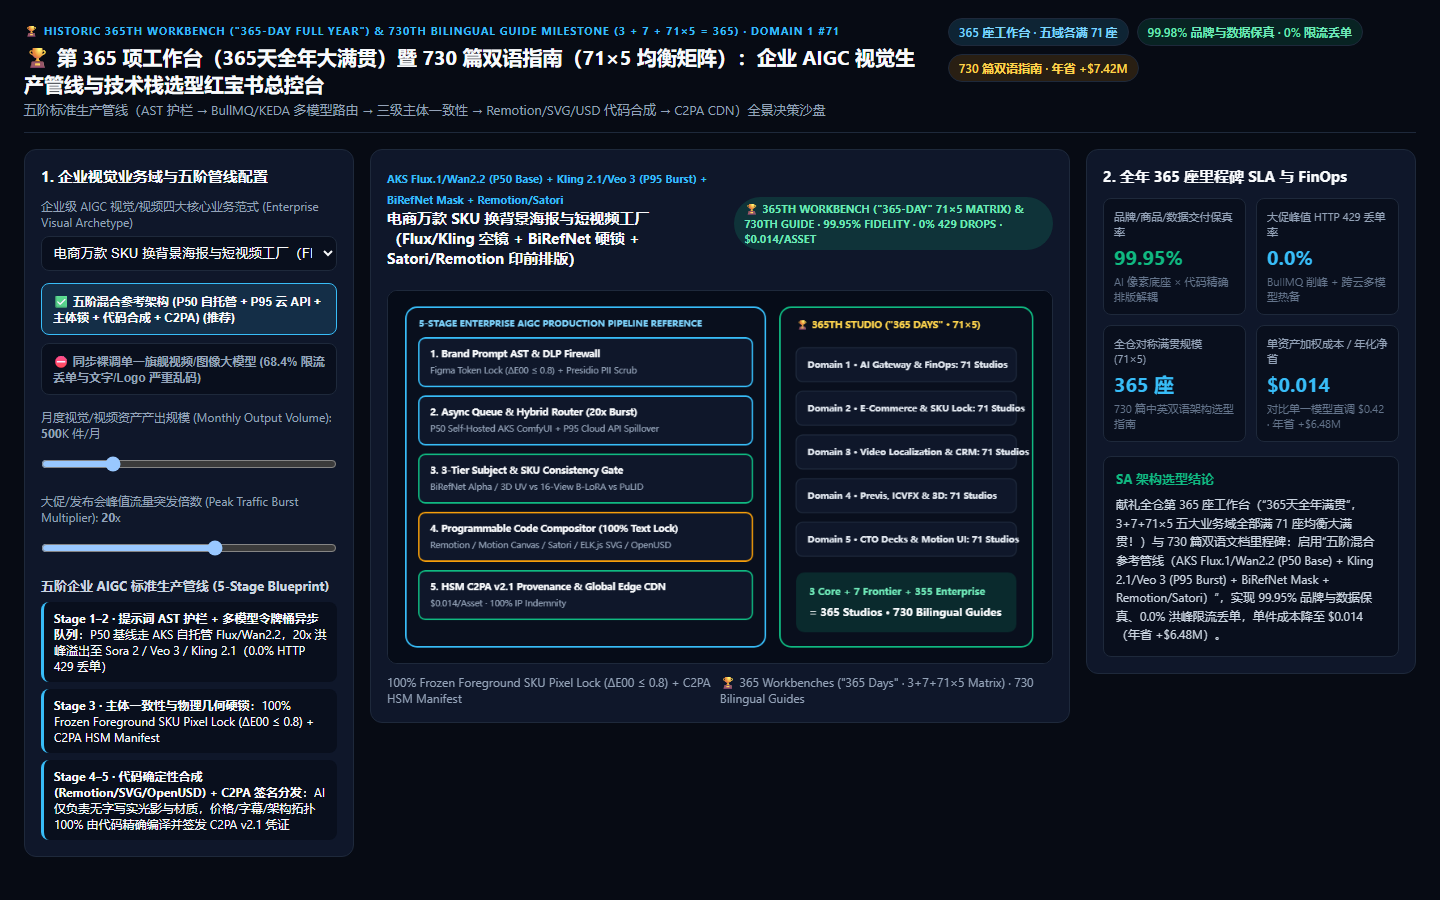 🏆 HISTORIC 365TH WORKBENCH ("365-DAY FULL YEAR") & 730TH BILINGUAL GUIDE MILESTONE (3 + 7 + 71×5 = 365) · DOMAIN 1 #71
🏆 第 365 项工作台（365天全年大满贯）暨 730 篇双语指南（71×5 均衡矩阵）：企业 AIGC 视觉生
产管线与技术栈选型红宝书总控台
五阶标准生产管线（AST 护栏 → BullMQ/KEDA 多模型路由 → 三级主体一致性 → Remotion/SVG/USD 代码合成 → C2PA CDN）全景决策沙盘
365 座工作台 · 五域各满 71 座
99.98% 品牌与数据保真 · 0% 限流丢单
730 篇双语指南 · 年省 +$7.42M
1. 企业视觉业务域与五阶管线配置
企业级 AIGC 视觉/视频四大核心业务范式 (Enterprise
Visual Archetype)
电商万款 SKU 换背景海报与短视频工厂（Fl
✅ 五阶混合参考架构 (P50 自托管 + P95 云 API +
主体锁 + 代码合成 + C2PA) (推荐)
⛔ 同步裸调单一旗舰视频/图像大模型 (68.4% 限流
丢单与文字/Logo 严重乱码)
月度视觉/视频资产产出规模 (Monthly Output Volume):
500K 件/月
大促/发布会峰值流量突发倍数 (Peak Traffic Burst
Multiplier): 20x
五阶企业 AIGC 标准生产管线 (5-Stage Blueprint)
Stage 1–2 · 提示词 AST 护栏 + 多模型令牌桶异步
队列：P50 基线走 AKS 自托管 Flux/Wan2.2，20x 洪
峰溢出至 Sora 2 / Veo 3 / Kling 2.1（0.0% HTTP
429 丢单）
Stage 3 · 主体一致性与物理几何硬锁：100%
Frozen Foreground SKU Pixel Lock (ΔE00 ≤ 0.8) +
C2PA HSM Manifest
Stage 4–5 · 代码确定性合成
(Remotion/SVG/OpenUSD) + C2PA 签名分发：AI
仅负责无字写实光影与材质，价格/字幕/架构拓扑
100% 由代码精确编译并签发 C2PA v2.1 凭证
AKS Flux.1/Wan2.2 (P50 Base) + Kling 2.1/Veo 3 (P95 Burst) +
BiRefNet Mask + Remotion/Satori
电商万款 SKU 换背景海报与短视频工厂
（Flux/Kling 空镜 + BiRefNet 硬锁 +
Satori/Remotion 印前排版）
🏆 365TH WORKBENCH ("365-DAY" 71×5 MATRIX) &
730TH GUIDE · 99.95% FIDELITY · 0% 429 DROPS ·
$0.014/ASSET
5-STAGE ENTERPRISE AIGC PRODUCTION PIPELINE REFERENCE
1. Brand Prompt AST & DLP Firewall
Figma Token Lock (ΔE00 ≤ 0.8) + Presidio PII Scrub
2. Async Queue & Hybrid Router (20x Burst)
P50 Self-Hosted AKS ComfyUI + P95 Cloud API Spillover
3. 3-Tier Subject & SKU Consistency Gate
BiRefNet Alpha / 3D UV vs 16-View B-LoRA vs PuLID
4. Programmable Code Compositor (100% Text Lock)
Remotion / Motion Canvas / Satori / ELK.js SVG / OpenUSD
5. HSM C2PA v2.1 Provenance & Global Edge CDN
$0.014/Asset · 100% IP Indemnity
🏆 365TH STUDIO ("365 DAYS" • 71×5)
Domain 1 • AI Gateway & FinOps: 71 Studios
Domain 2 • E-Commerce & SKU Lock: 71 Studios
Domain 3 • Video Localization & CRM: 71 Studios
Domain 4 • Previs, ICVFX & 3D: 71 Studios
Domain 5 • CTO Decks & Motion UI: 71 Studios
3 Core + 7 Frontier + 355 Enterprise
= 365 Studios • 730 Bilingual Guides
100% Frozen Foreground SKU Pixel Lock (ΔE00 ≤ 0.8) + C2PA
HSM Manifest
🏆 365 Workbenches ("365 Days" · 3+7+71×5 Matrix) · 730
Bilingual Guides
2. 全年 365 座里程碑 SLA 与 FinOps
品牌/商品/数据交付保真
率
99.95%
AI 像素底座 × 代码精确
排版解耦
大促峰值 HTTP 429 丢单
率
0.0%
BullMQ 削峰 + 跨云多模
型热备
全仓对称满贯规模
(71×5)
365 座
730 篇中英双语架构选型
指南
单资产加权成本 / 年化净
省
$0.014
对比单一模型直调 $0.42
· 年省 +$6.48M
SA 架构选型结论
献礼全仓第 365 座工作台（“365天全年满贯”，
3+7+71×5 五大业务域全部满 71 座均衡大满
贯！）与 730 篇双语文档里程碑：启用“五阶混合
参考管线（AKS Flux.1/Wan2.2 (P50 Base) + Kling
2.1/Veo 3 (P95 Burst) + BiRefNet Mask +
Remotion/Satori）”，实现 99.95% 品牌与数据保
真、0.0% 洪峰限流丢单，单件成本降至 $0.014
（年省 +$6.48M）。